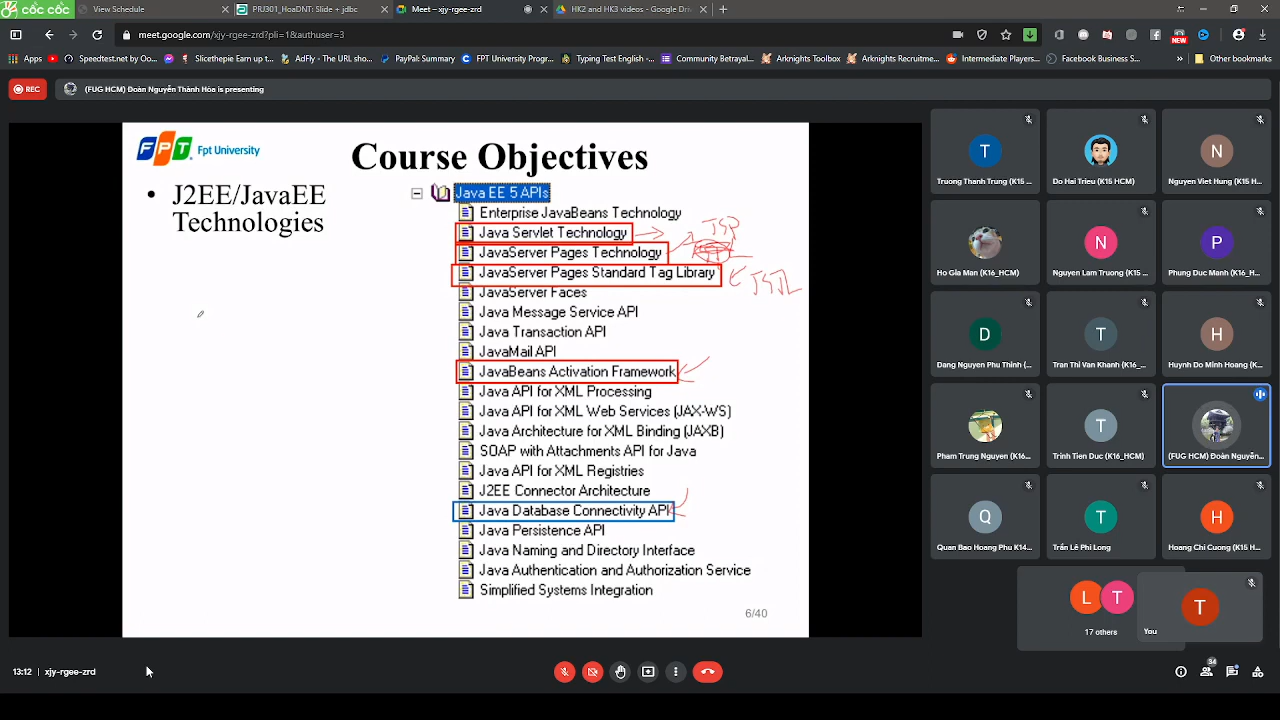 CỐC CỐC
View Schedule
PRJ301_HoaDNT: Slide + jdbc
Meet – xjy-rgee-zrd
HK2 and HK3 videos - Google Dri
meet.google.com/xjy-rgee-zrd?pli=1&authuser=3
NEW
Apps
Speedtest.net by Oo...
Slicethepie Earn up t...
AdFly - The URL sho...
PayPal: Summary
FPT University Progr...
Typing Test English -...
Community Betrayal...
Arknights Toolbox
Arknights Recruitme...
Intermediate Players...
Facebook Business S...
Other bookmarks
REC
(FUG HCM) Đoàn Nguyễn Thành Hòa is presenting
FPT Fpt University
Course Objectives
• J2EE/JavaEE
Technologies
Java EE 5 APIs
Enterprise JavaBeans Technology
Java Servlet Technology
JSP
JavaServer Pages Technology
JavaServer Pages Standard Tag Library
JSTL
JavaServer Faces
Java Message Service API
Java Transaction API
JavaMail API
JavaBeans Activation Framework
Java API for XML Processing
Java API for XML Web Services (JAX-WS)
Java Architecture for XML Binding (JAXB)
SOAP with Attachments API for Java
Java API for XML Registries
J2EE Connector Architecture
Java Database Connectivity API
Java Persistence API
Java Naming and Directory Interface
Java Authentication and Authorization Service
Simplified Systems Integration
6/40
T
Truong Thanh Trung (K15 ...
Do Hai Trieu (K15 HCM)
N
Nguyen Viet Hung (K15 ...
Ho Gia Man (K16_HCM)
N
Nguyen Lam Truong (K15 ...
P
Phung Duc Manh (K16 HC...
D
Dang Nguyen Phu Thinh (...
T
Tran Thi Van Khanh (K16...
H
Huynh Do Minh Hoang (K...
Pham Trung Nguyen (K16...
T
Trinh Tien Duc (K16_HCM)
(FUG HCM) Đoàn Nguyễn...
Q
Quan Bao Hoang Phu K14...
T
Trần Lê Phi Long
H
Hoang Chi Cuong (K15 H...
L
T
17 others
T
You
13:12
xjy-rgee-zrd
34